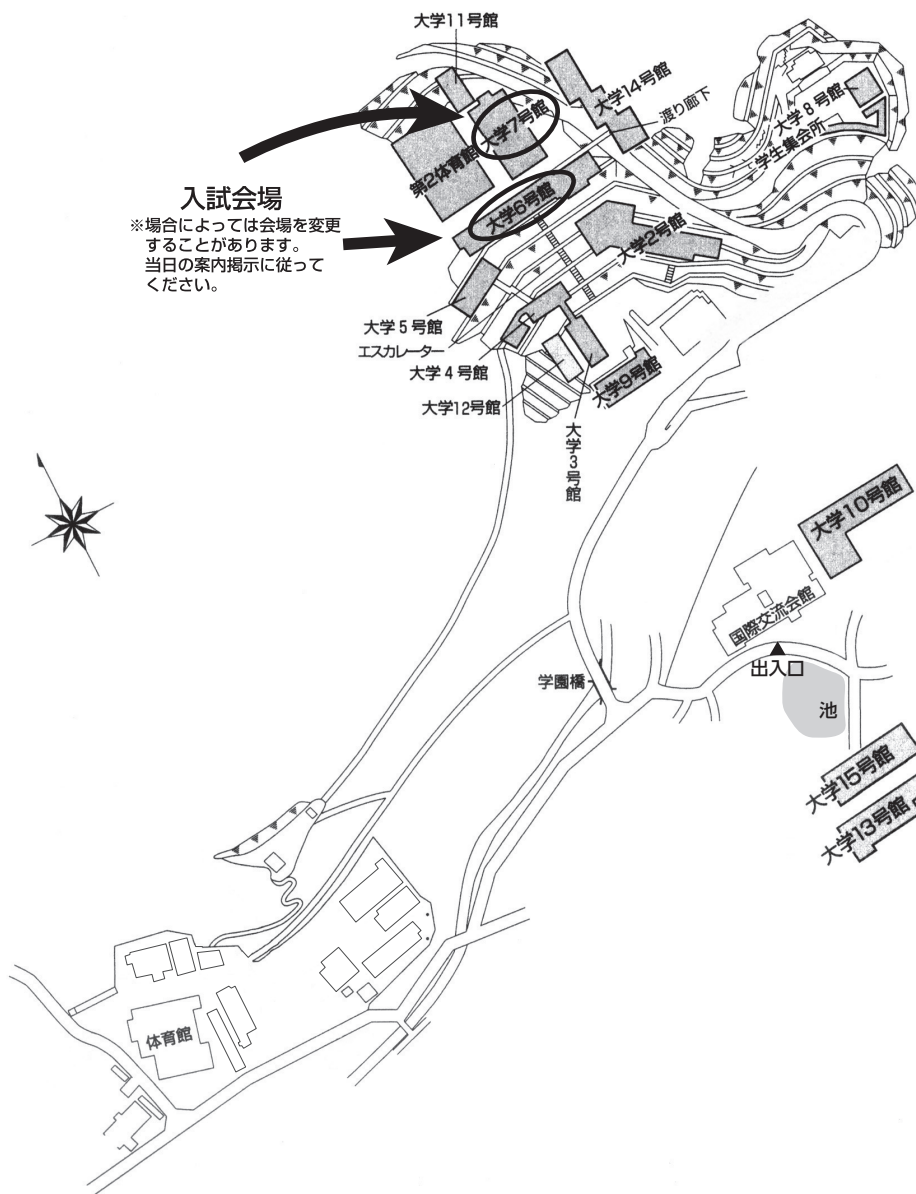 大学11号館
大学14号館
渡り廊下
大学7号館
大学8号館
学生集会所
第2体育館
入試会場
※場合によっては会場を変更
することがあります。
当日の案内掲示に従って
ください。
大学6号館
大学2号館
大学5号館
エスカレーター
大学4号館
大学9号館
大学12号館
大学3号館
大学10号館
国際交流会館
出入口
学園橋
池
大学15号館
大学13号館
体育館